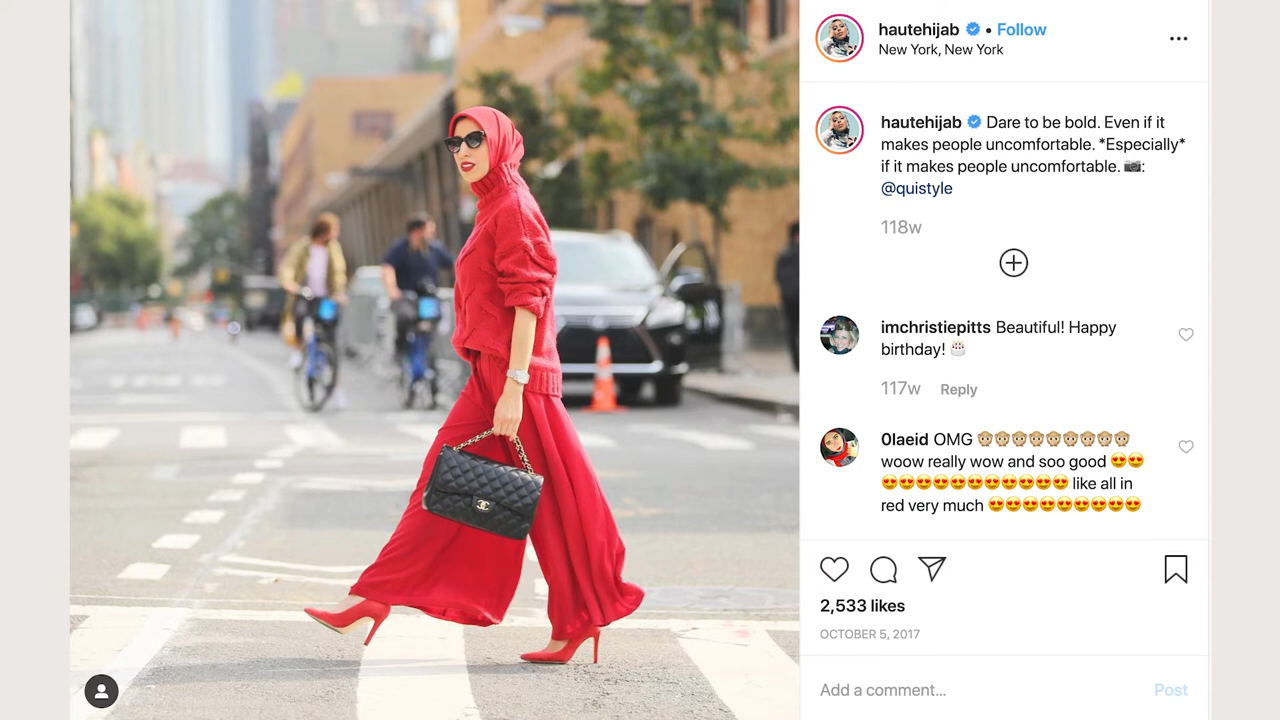 hautehijab • Follow
New York, New York
hautehijab Dare to be bold. Even if it
makes people uncomfortable. *Especially*
if it makes people uncomfortable. 📷:
@quistyle
118w
imchristiepitts Beautiful! Happy
birthday! 🎂
117w Reply
0laeid OMG 🙊🙊🙊🙊🙊🙊🙊🙊🙊
woow really wow and soo good 😍😍
😍😍😍😍😍😍😍😍😍😍😍 like all in
red very much 😍😍😍😍😍😍😍😍😍
2,533 likes
OCTOBER 5, 2017
Add a comment... Post